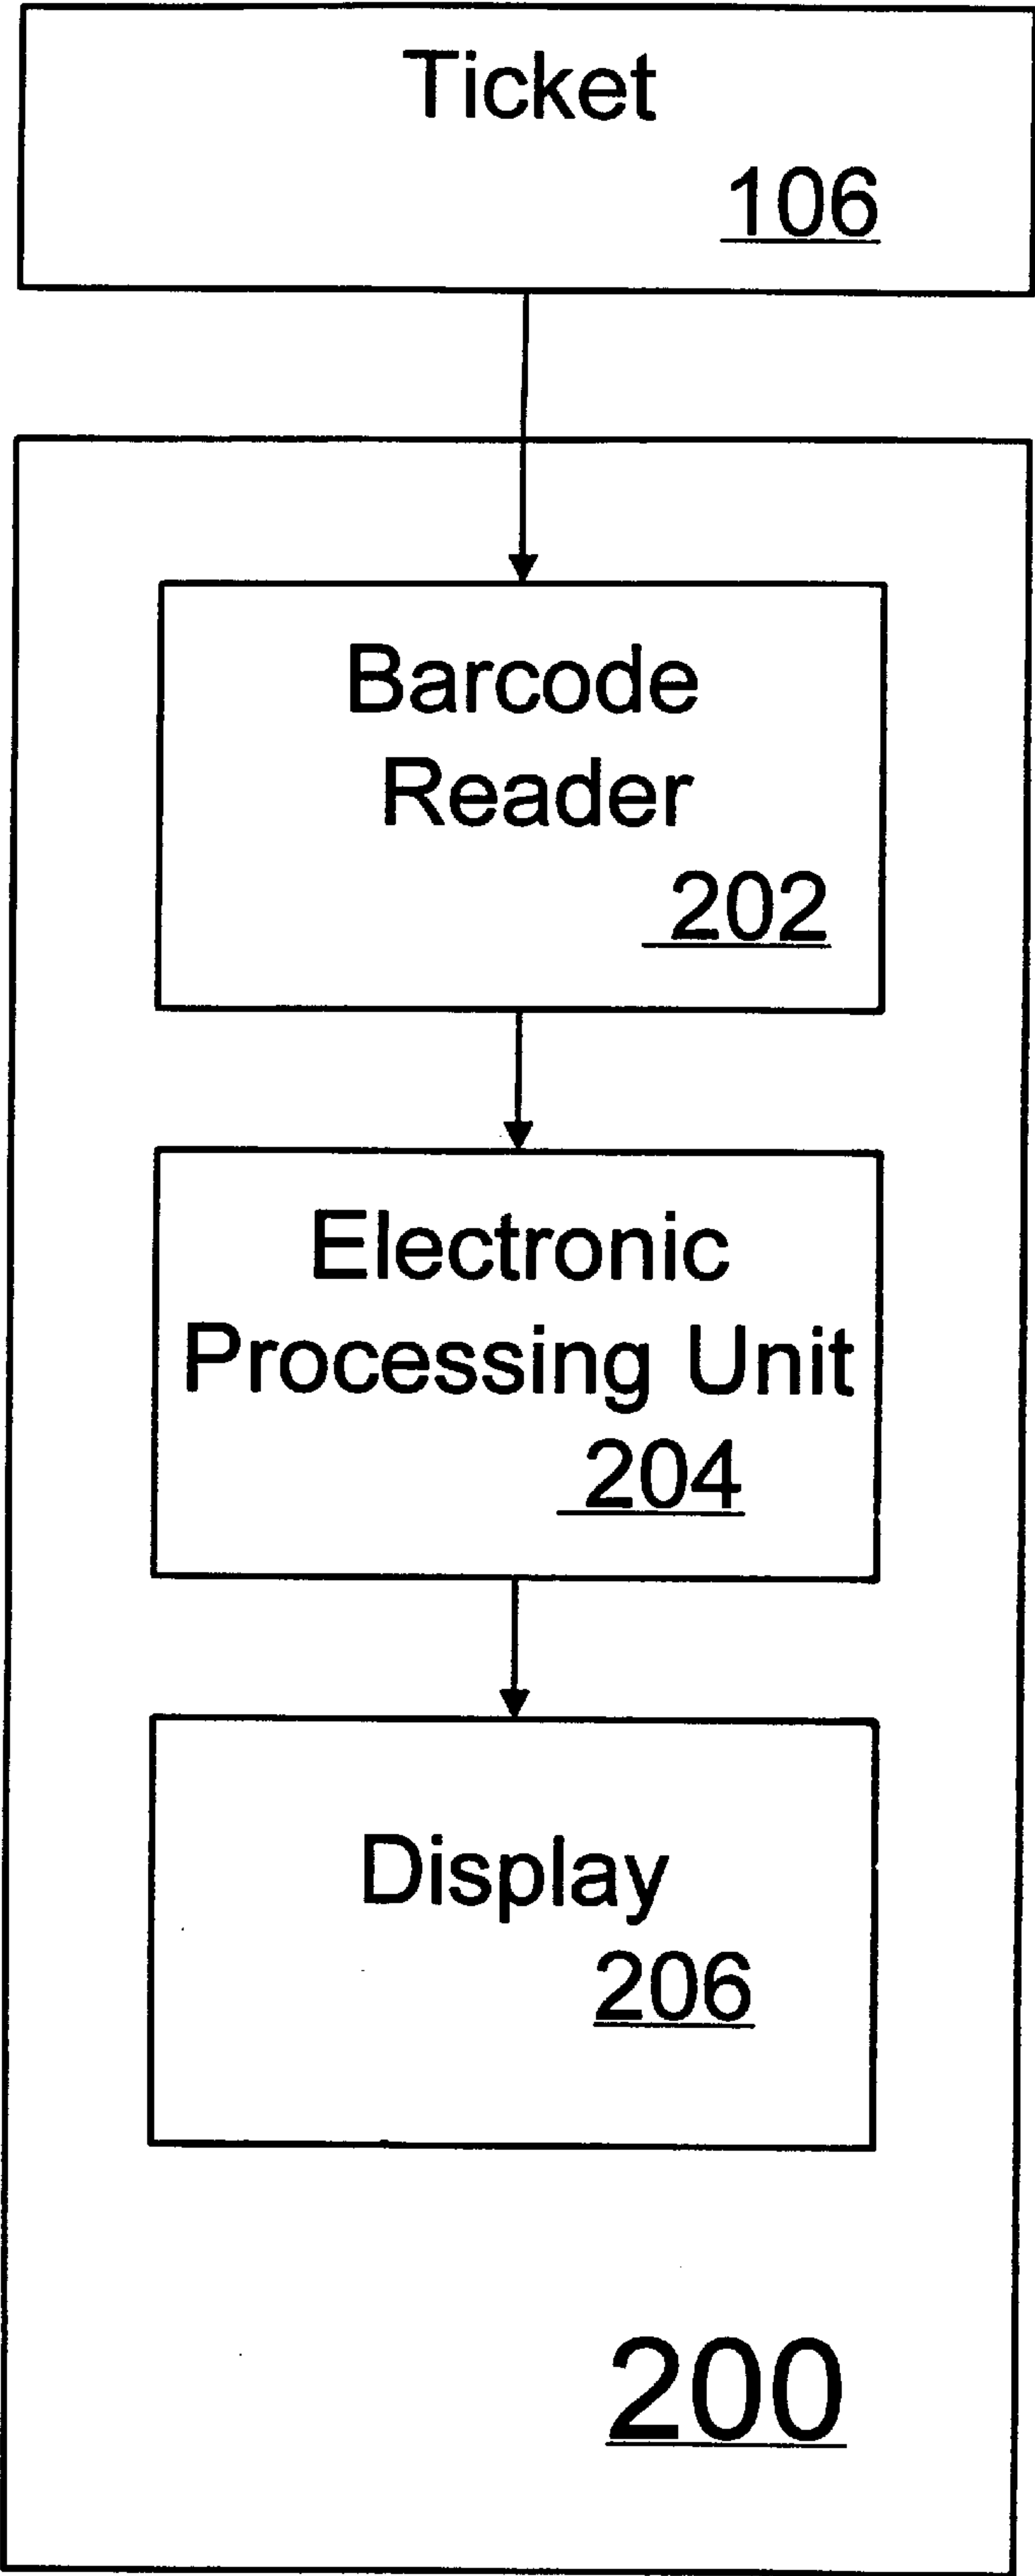 Ticket
106
Barcode
Reader
202
Electronic
Processing Unit
204
Display
206
200